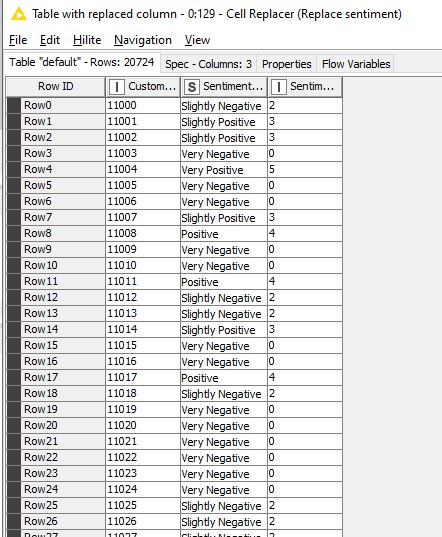 Table with replaced column - 0:129 - Cell Replacer (Replace sentiment)
File Edit Hilite Navigation View
Table "default" - Rows: 20724 Spec - Columns: 3 Properties Flow Variables
Row ID I Custom... S Sentiment... I Sentim...
Row0 11000 Slightly Negative 2
Row1 11001 Slightly Positive 3
Row2 11002 Slightly Positive 3
Row3 11003 Very Negative 0
Row4 11004 Very Positive 5
Row5 11005 Very Negative 0
Row6 11006 Very Negative 0
Row7 11007 Slightly Positive 3
Row8 11008 Positive 4
Row9 11009 Very Negative 0
Row10 11010 Very Negative 0
Row11 11011 Positive 4
Row12 11012 Slightly Negative 2
Row13 11013 Slightly Negative 2
Row14 11014 Slightly Positive 3
Row15 11015 Very Negative 0
Row16 11016 Very Negative 0
Row17 11017 Positive 4
Row18 11018 Slightly Negative 2
Row19 11019 Very Negative 0
Row20 11020 Very Negative 0
Row21 11021 Very Negative 0
Row22 11022 Very Negative 0
Row23 11023 Very Negative 0
Row24 11024 Very Negative 0
Row25 11025 Slightly Negative 2
Row26 11026 Slightly Negative 2
Row27 11027 Slightly Negative 2